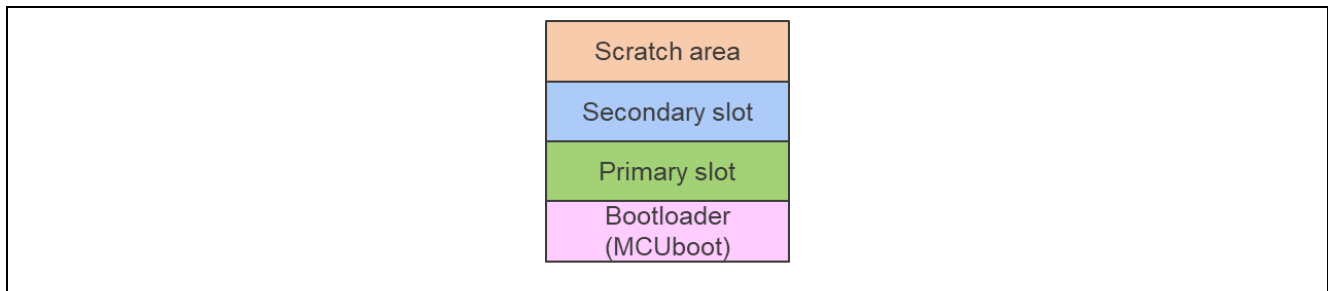 Scratch area
Secondary slot
Primary slot
Bootloader
(MCUboot)